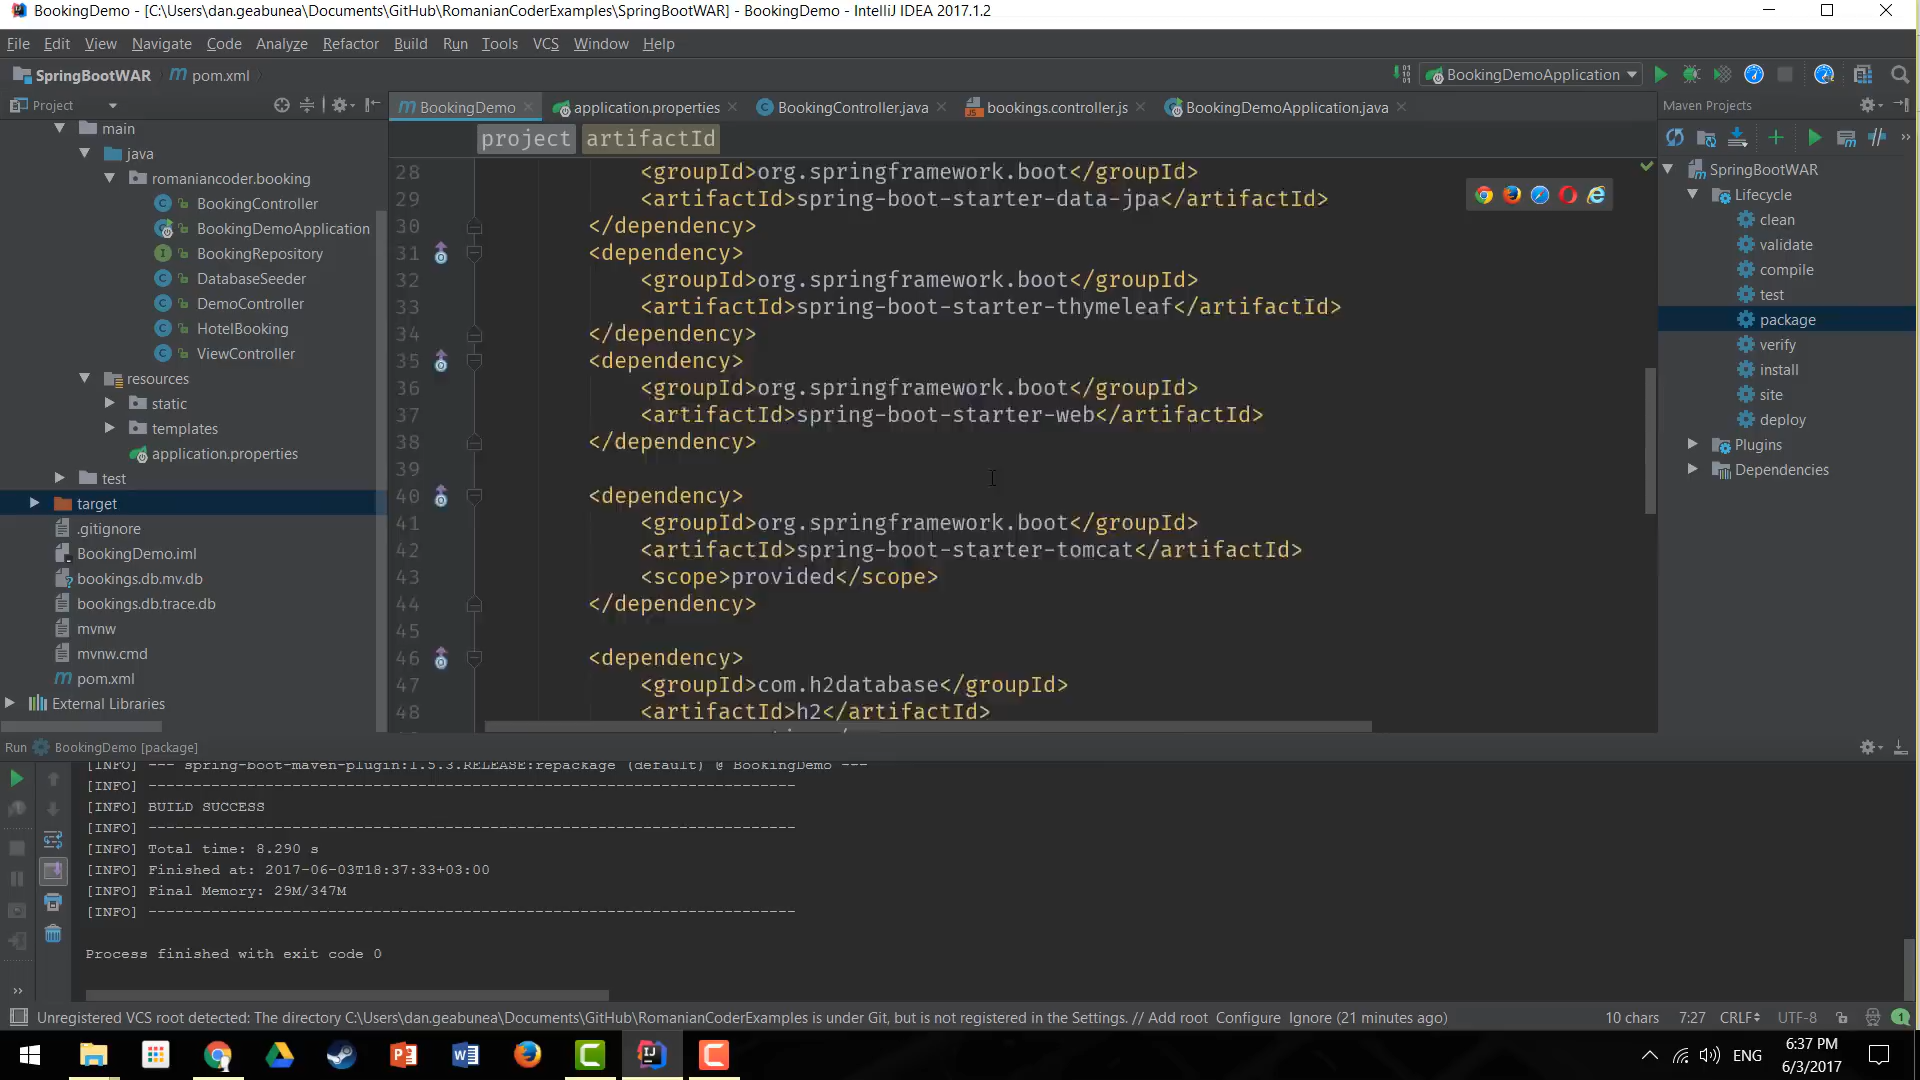 BookingDemo - [C:\Users\dan.geabunea\Documents\GitHub\RomanianCoderExamples\SpringBootWAR] - BookingDemo - IntelliJ IDEA 2017.1.2
File Edit View Navigate Code Analyze Refactor Build Run Tools VCS Window Help
SpringBootWAR pom.xml
BookingDemoApplication
Project
BookingDemo application.properties BookingController.java bookings.controller.js BookingDemoApplication.java
Maven Projects
project artifactId
main
java
romaniancoder.booking
BookingController
BookingDemoApplication
BookingRepository
DatabaseSeeder
DemoController
HotelBooking
ViewController
resources
static
templates
application.properties
test
target
.gitignore
BookingDemo.iml
bookings.db.mv.db
bookings.db.trace.db
mvnw
mvnw.cmd
pom.xml
External Libraries
28 <groupId>org.springframework.boot</groupId>
29 <artifactId>spring-boot-starter-data-jpa</artifactId>
30 </dependency>
31 <dependency>
32 <groupId>org.springframework.boot</groupId>
33 <artifactId>spring-boot-starter-thymeleaf</artifactId>
34 </dependency>
35 <dependency>
36 <groupId>org.springframework.boot</groupId>
37 <artifactId>spring-boot-starter-web</artifactId>
38 </dependency>
39
40 <dependency>
41 <groupId>org.springframework.boot</groupId>
42 <artifactId>spring-boot-starter-tomcat</artifactId>
43 <scope>provided</scope>
44 </dependency>
45
46 <dependency>
47 <groupId>com.h2database</groupId>
48 <artifactId>h2</artifactId>
SpringBootWAR
Lifecycle
clean
validate
compile
test
package
verify
install
site
deploy
Plugins
Dependencies
Run BookingDemo [package]
[INFO] --- spring-boot-maven-plugin:1.5.3.RELEASE:repackage (default) @ BookingDemo ---
[INFO] ------------------------------------------------------------------------
[INFO] BUILD SUCCESS
[INFO] ------------------------------------------------------------------------
[INFO] Total time: 8.290 s
[INFO] Finished at: 2017-06-03T18:37:33+03:00
[INFO] Final Memory: 29M/347M
[INFO] ------------------------------------------------------------------------
Process finished with exit code 0
Unregistered VCS root detected: The directory C:\Users\dan.geabunea\Documents\GitHub\RomanianCoderExamples is under Git, but is not registered in the Settings. // Add root Configure Ignore (21 minutes ago)
10 chars 7:27 CRLF UTF-8 1
ENG
6:37 PM
6/3/2017